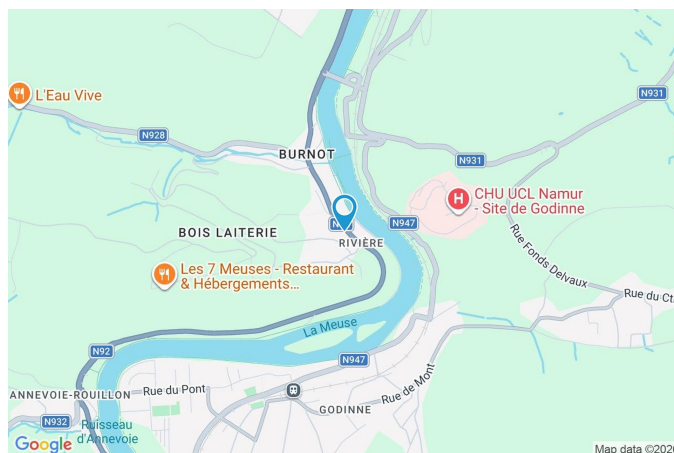 L'Eau Vive
N931
N928
BURNOT
N931
CHU UCL Namur
- Site de Godinne
BOIS LAITERIE
N947
RIVIÈRE
Rue Fonds Delvaux
Les 7 Meuses - Restaurant
& Hébergements...
Rue du Ct
La Meuse
N92
N947
ANNEVOIE-ROUILLON
Rue du Pont
Rue de Mont
GODINNE
N932
Ruisseau
d'Annevoie
Google
Map data ©2026